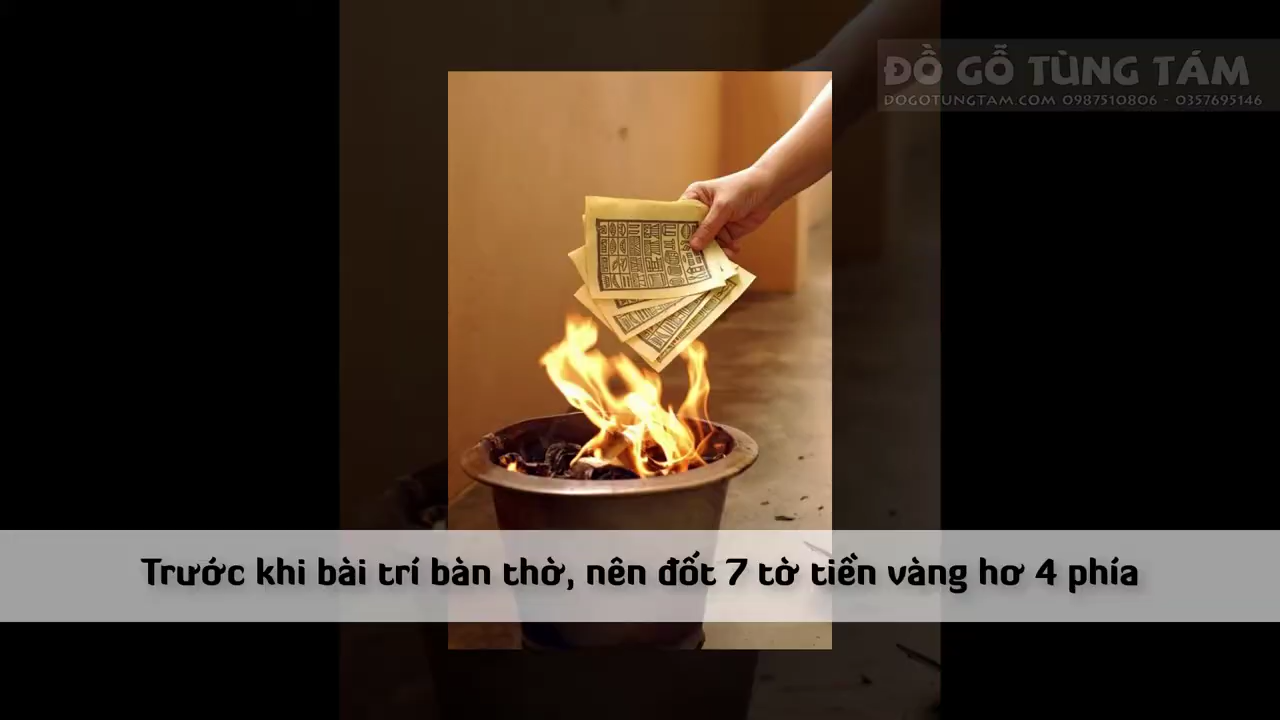 ĐỒ GỖ TÙNG TÁM
DOGOTUNGTAM.COM 0987510806 - 0357695146
Trước khi bài trí bàn thờ, nên đốt 7 tờ tiền vàng hơ 4 phía